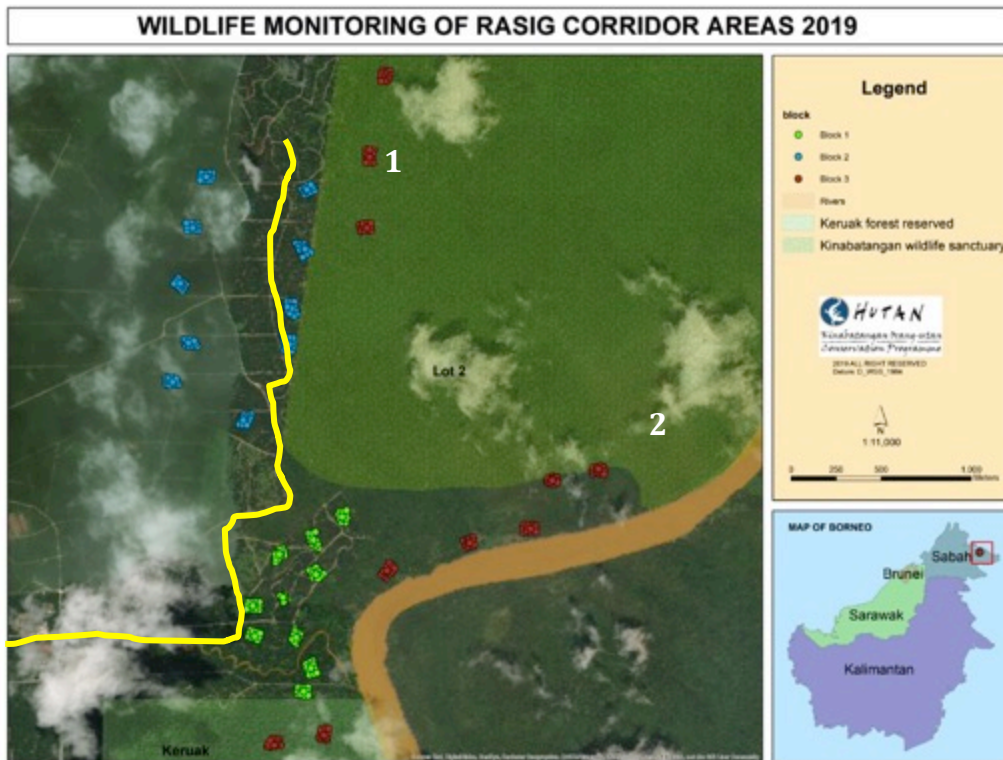 WILDLIFE MONITORING OF RASIG CORRIDOR AREAS 2019
1
Lot 2
2
Keruak
Legend
block
Block 1
Block 2
Block 3
Rivers
Keruak forest reserved
Kinabatangan wildlife sanctuary
HUTAN
Kinabatangan Orang-utan
Conservation Programme
2019 ALL RIGHT RESERVED
N
1:11,000
0 250 500 1,000
Meters
MAP OF BORNEO
Sabah
Brunei
Sarawak
Kalimantan